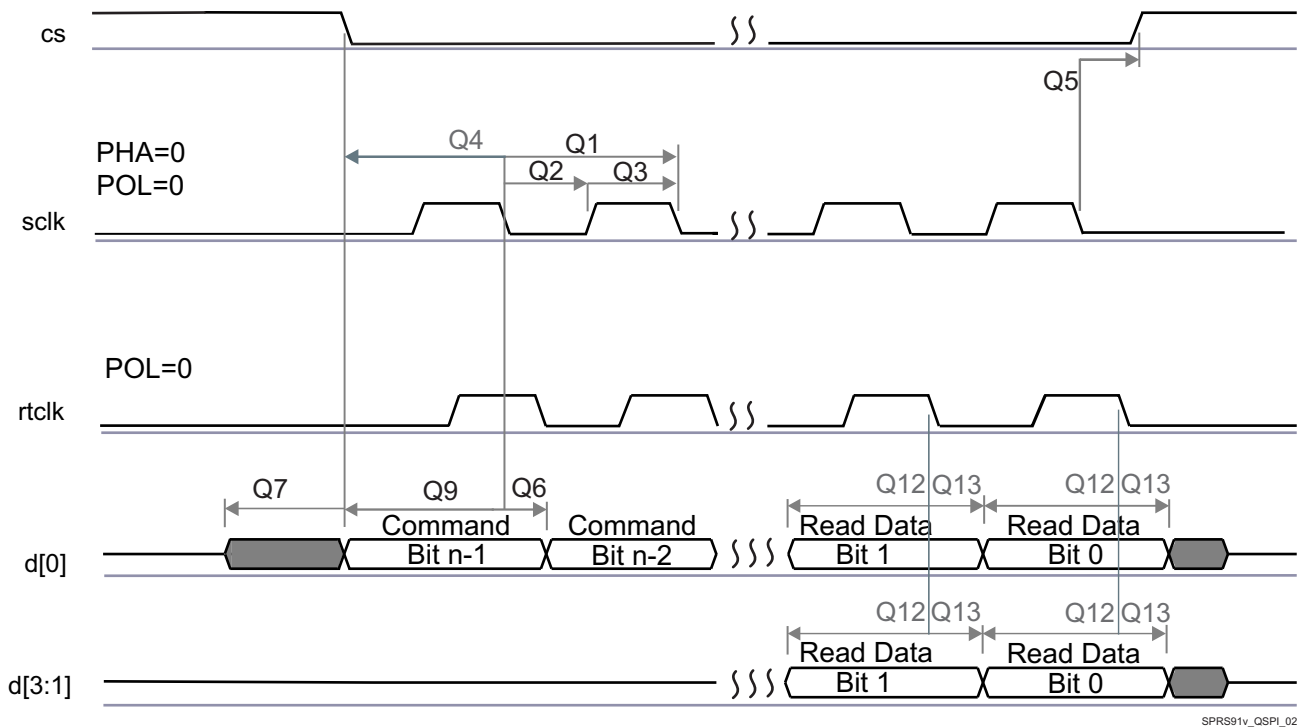 cs
Q5
PHA=0
POL=0
Q4
Q1
Q2
Q3
sclk
POL=0
rtclk
Q7
Q9
Q6
Q12
Q13
Q12
Q13
Command
Command
Read Data
Read Data
d[0]
Bit n-1
Bit n-2
Bit 1
Bit 0
Q12
Q13
Q12
Q13
Read Data
Read Data
d[3:1]
Bit 1
Bit 0
SPRS91v_QSPI_02